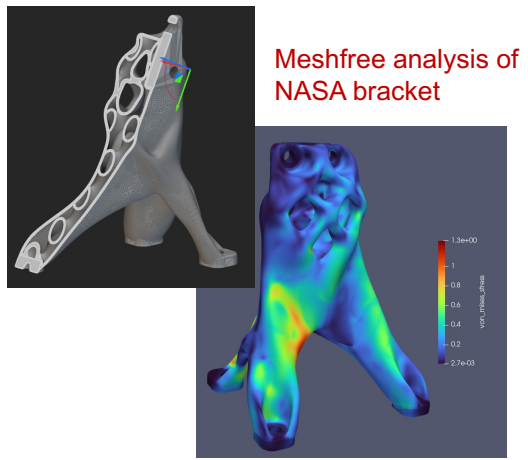 Meshfree analysis of
NASA bracket
1.3e+00
1
0.8
0.6
0.4
0.2
2.7e-03
von_mises_stress